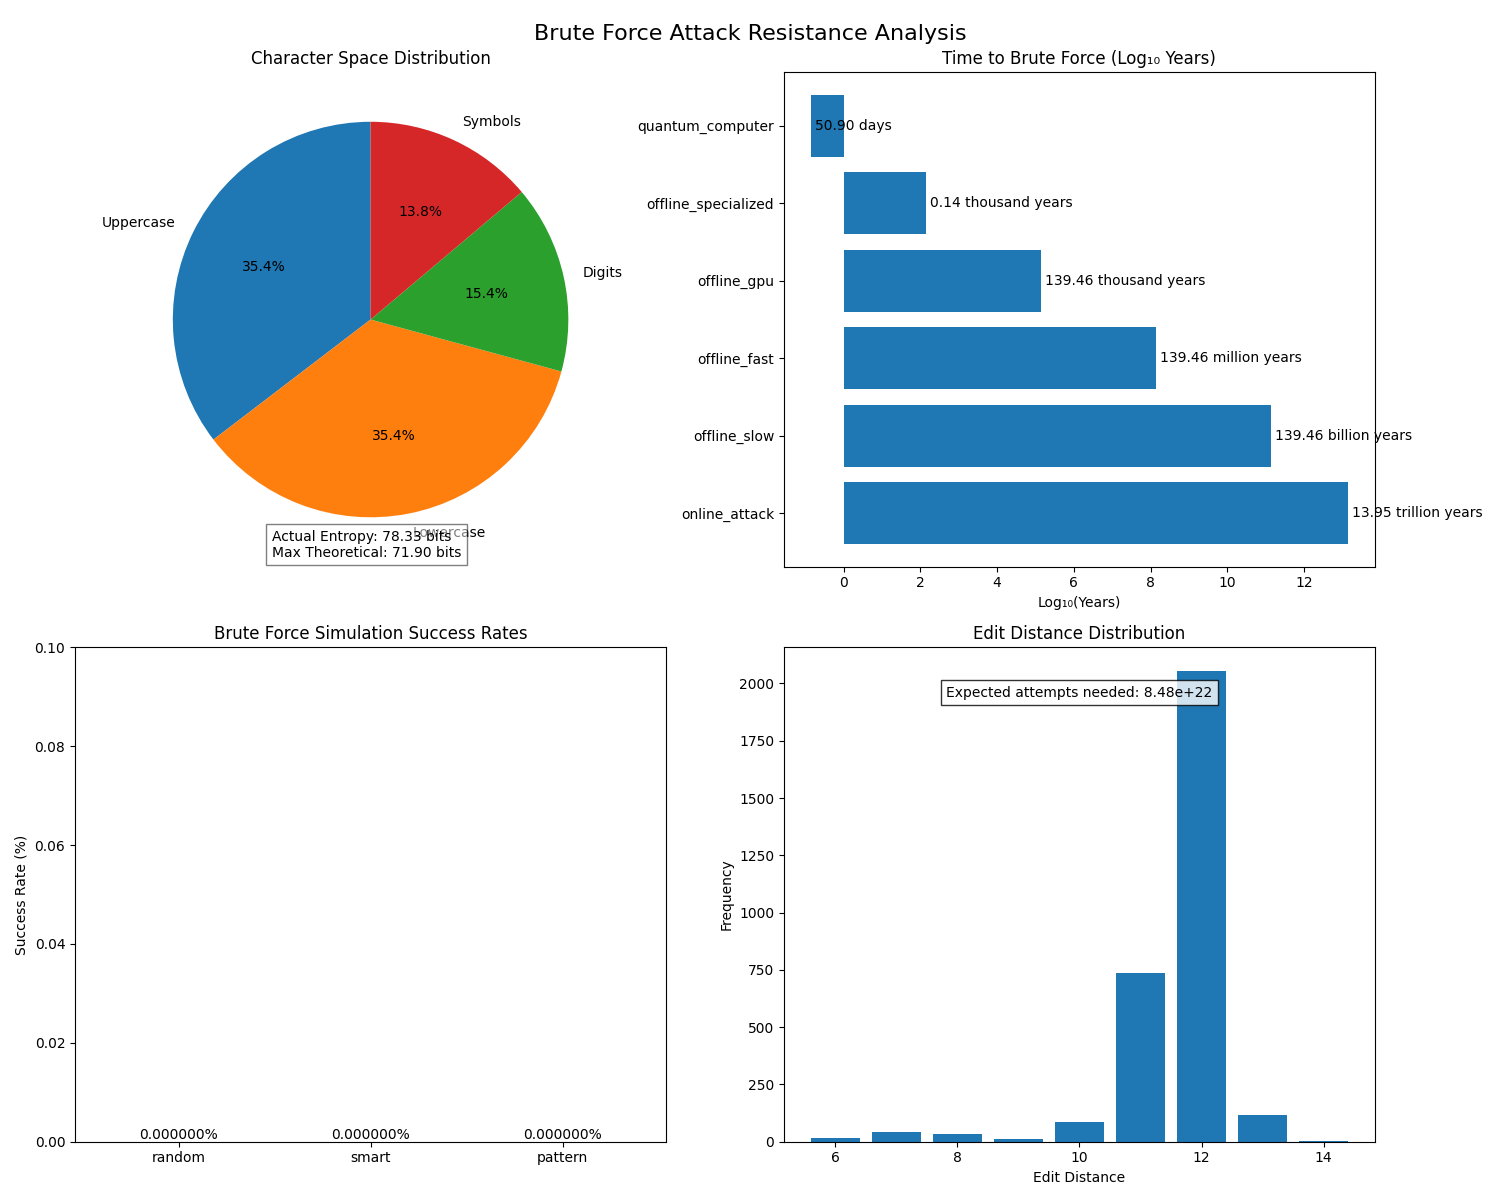 Brute Force Attack Resistance Analysis
Character Space Distribution
Symbols
Uppercase
13.8%
35.4%
Digits
15.4%
35.4%
Lowercase
Actual Entropy: 78.33 bits
Max Theoretical: 71.90 bits
Time to Brute Force (Log₁₀ Years)
quantum_computer
50.90 days
offline_specialized
0.14 thousand years
offline_gpu
139.46 thousand years
offline_fast
139.46 million years
offline_slow
139.46 billion years
online_attack
13.95 trillion years
0 2 4 6 8 10 12
Log₁₀(Years)
Brute Force Simulation Success Rates
0.10
0.08
0.06
0.04
0.02
0.00
Success Rate (%)
0.000000% 0.000000% 0.000000%
random smart pattern
Edit Distance Distribution
Expected attempts needed: 8.48e+22
2000
1750
1500
1250
1000
750
500
250
0
Frequency
6 8 10 12 14
Edit Distance